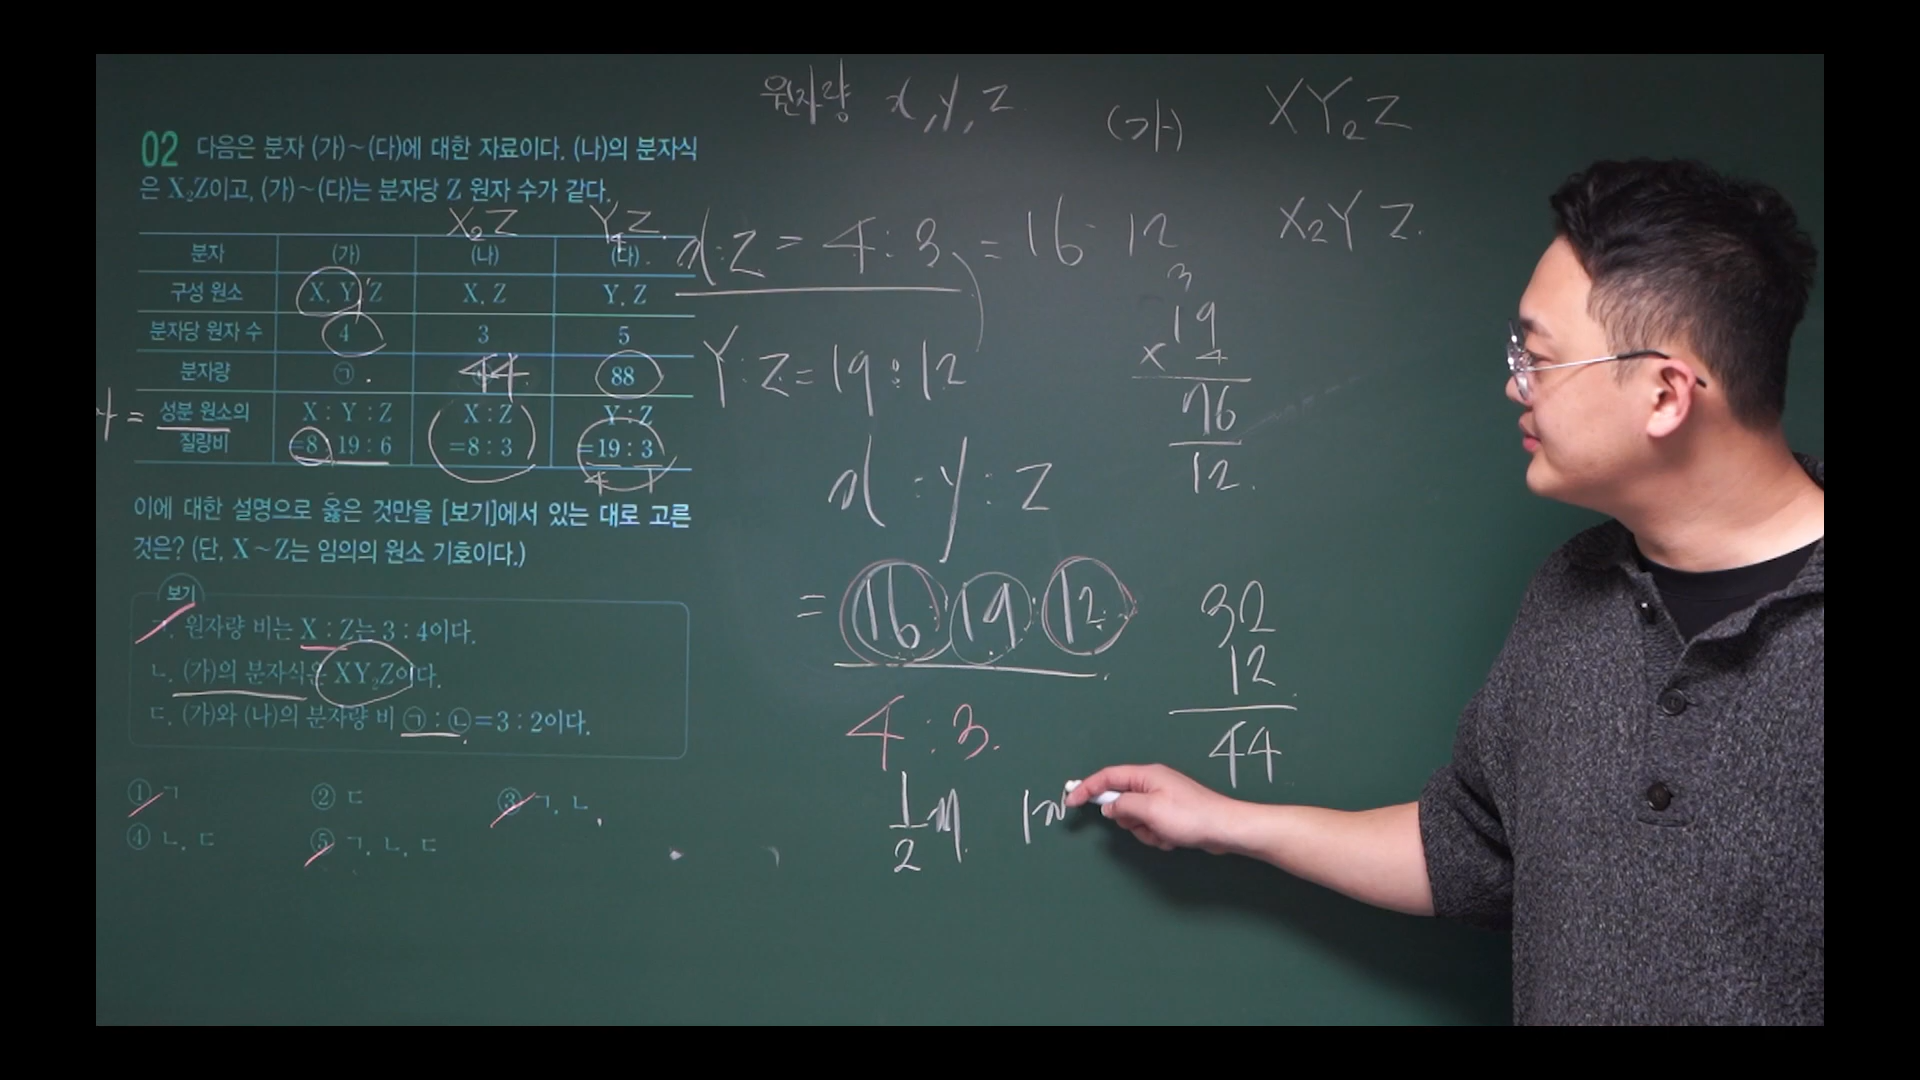 02 다음은 분자 (가)~(다)에 대한 자료이다. (나)의 분자식
은 X₂Z이고, (가)~(다)는 분자당 Z 원자 수가 같다.
X₂Z Y₄Z
분자 (가) (나) (다)
구성 원소 X, Y, Z X, Z Y, Z
분자당 원자 수 4 3 5
분자량 ㉠ 44 88
성분 원소의 질량비 X : Y : Z =8 : 19 : 6 X : Z =8 : 3 Y : Z =19 : 3
4 1
이에 대한 설명으로 옳은 것만을 [보기]에서 있는 대로 고른
것은? (단, X~Z는 임의의 원소 기호이다.)
보기
ㄱ. 원자량 비는 X : Z는 3 : 4이다.
ㄴ. (가)의 분자식은 XY₂Z이다.
ㄷ. (가)와 (나)의 분자량 비 ㉠ : ㉡=3 : 2이다.
① ㄱ ② ㄷ ③ ㄱ, ㄴ
④ ㄴ, ㄷ ⑤ ㄱ, ㄴ, ㄷ
원자량 x, y, z
(가) XY₂Z
X₂YZ.
x : z = 4 : 3 = 16 : 12
Y : Z = 19 : 12
3
19
× 4
76
12.
x : y : z
= 16 : 19 : 12
4 : 3.
32
12
44
1/2